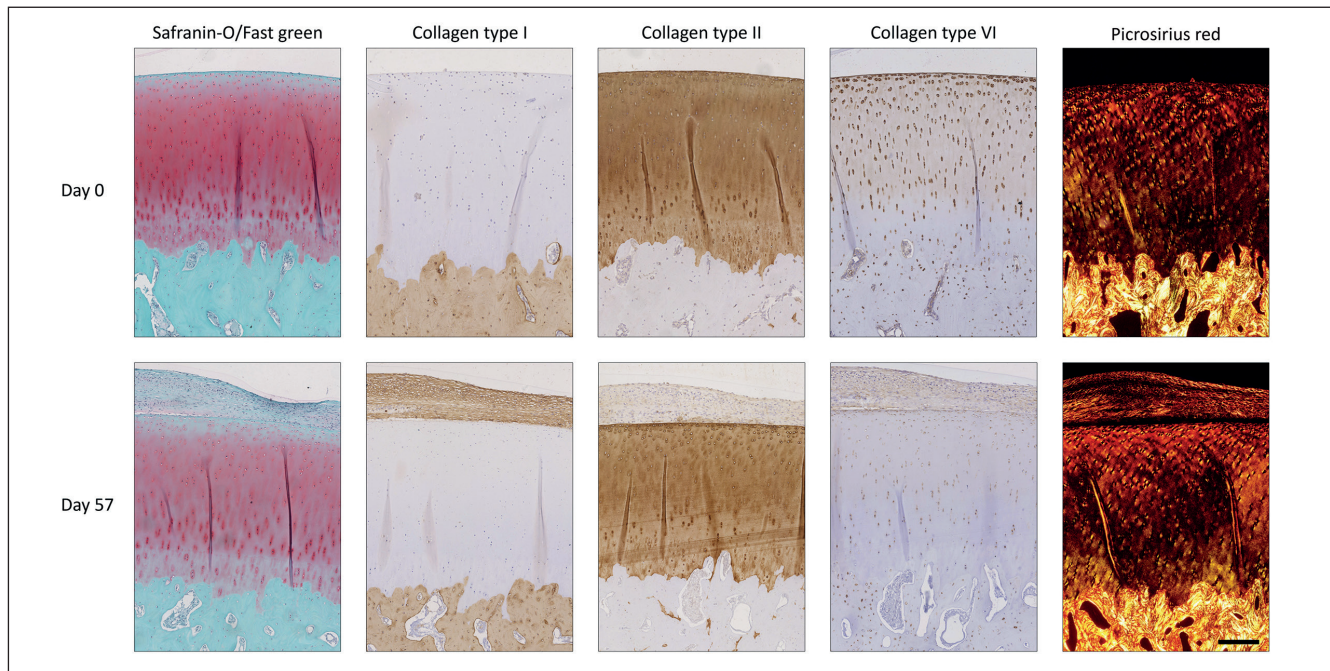 Safranin-O/Fast green
Collagen type I
Collagen type II
Collagen type VI
Picrosirius red
Day 0
Day 57